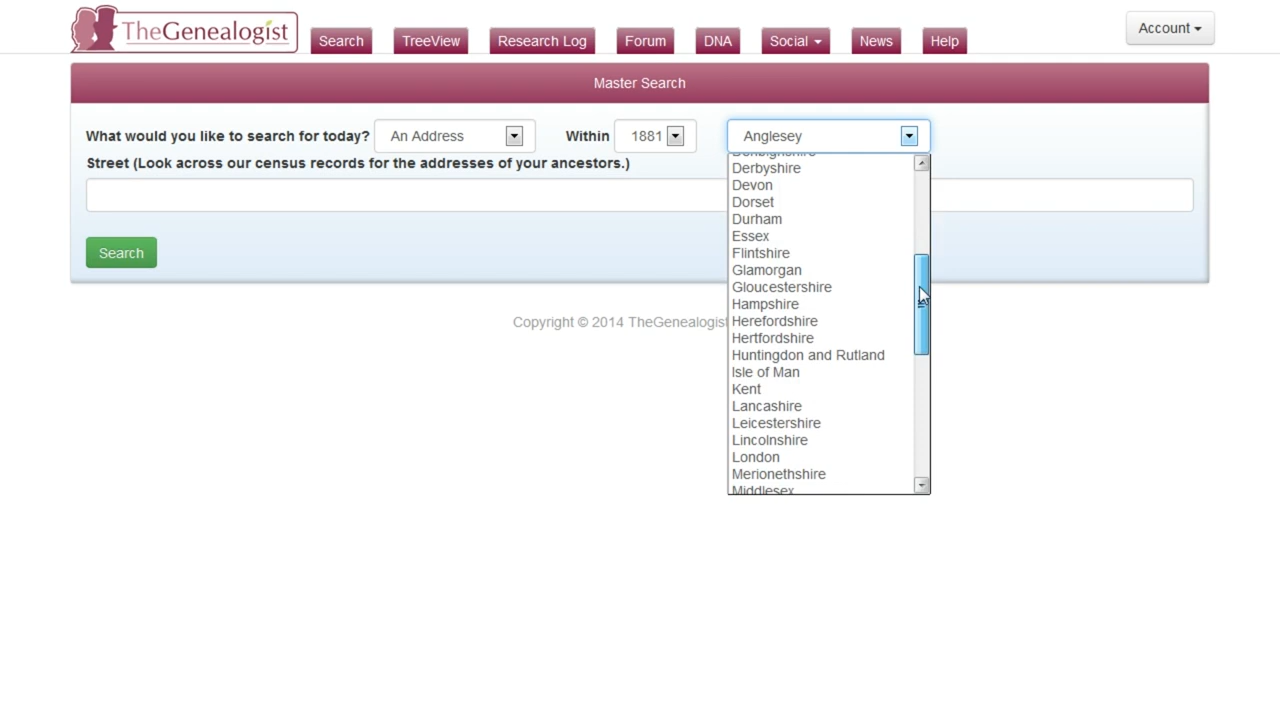 TheGenealogist
Search
TreeView
Research Log
Forum
DNA
Social
News
Help
Account
Master Search
What would you like to search for today? An Address Within 1881 Anglesey
Street (Look across our census records for the addresses of your ancestors.)
Search
Derbyshire
Devon
Dorset
Durham
Essex
Flintshire
Glamorgan
Gloucestershire
Hampshire
Herefordshire
Hertfordshire
Huntingdon and Rutland
Isle of Man
Kent
Lancashire
Leicestershire
Lincolnshire
London
Merionethshire
Middlesex
Copyright © 2014 TheGenealogist